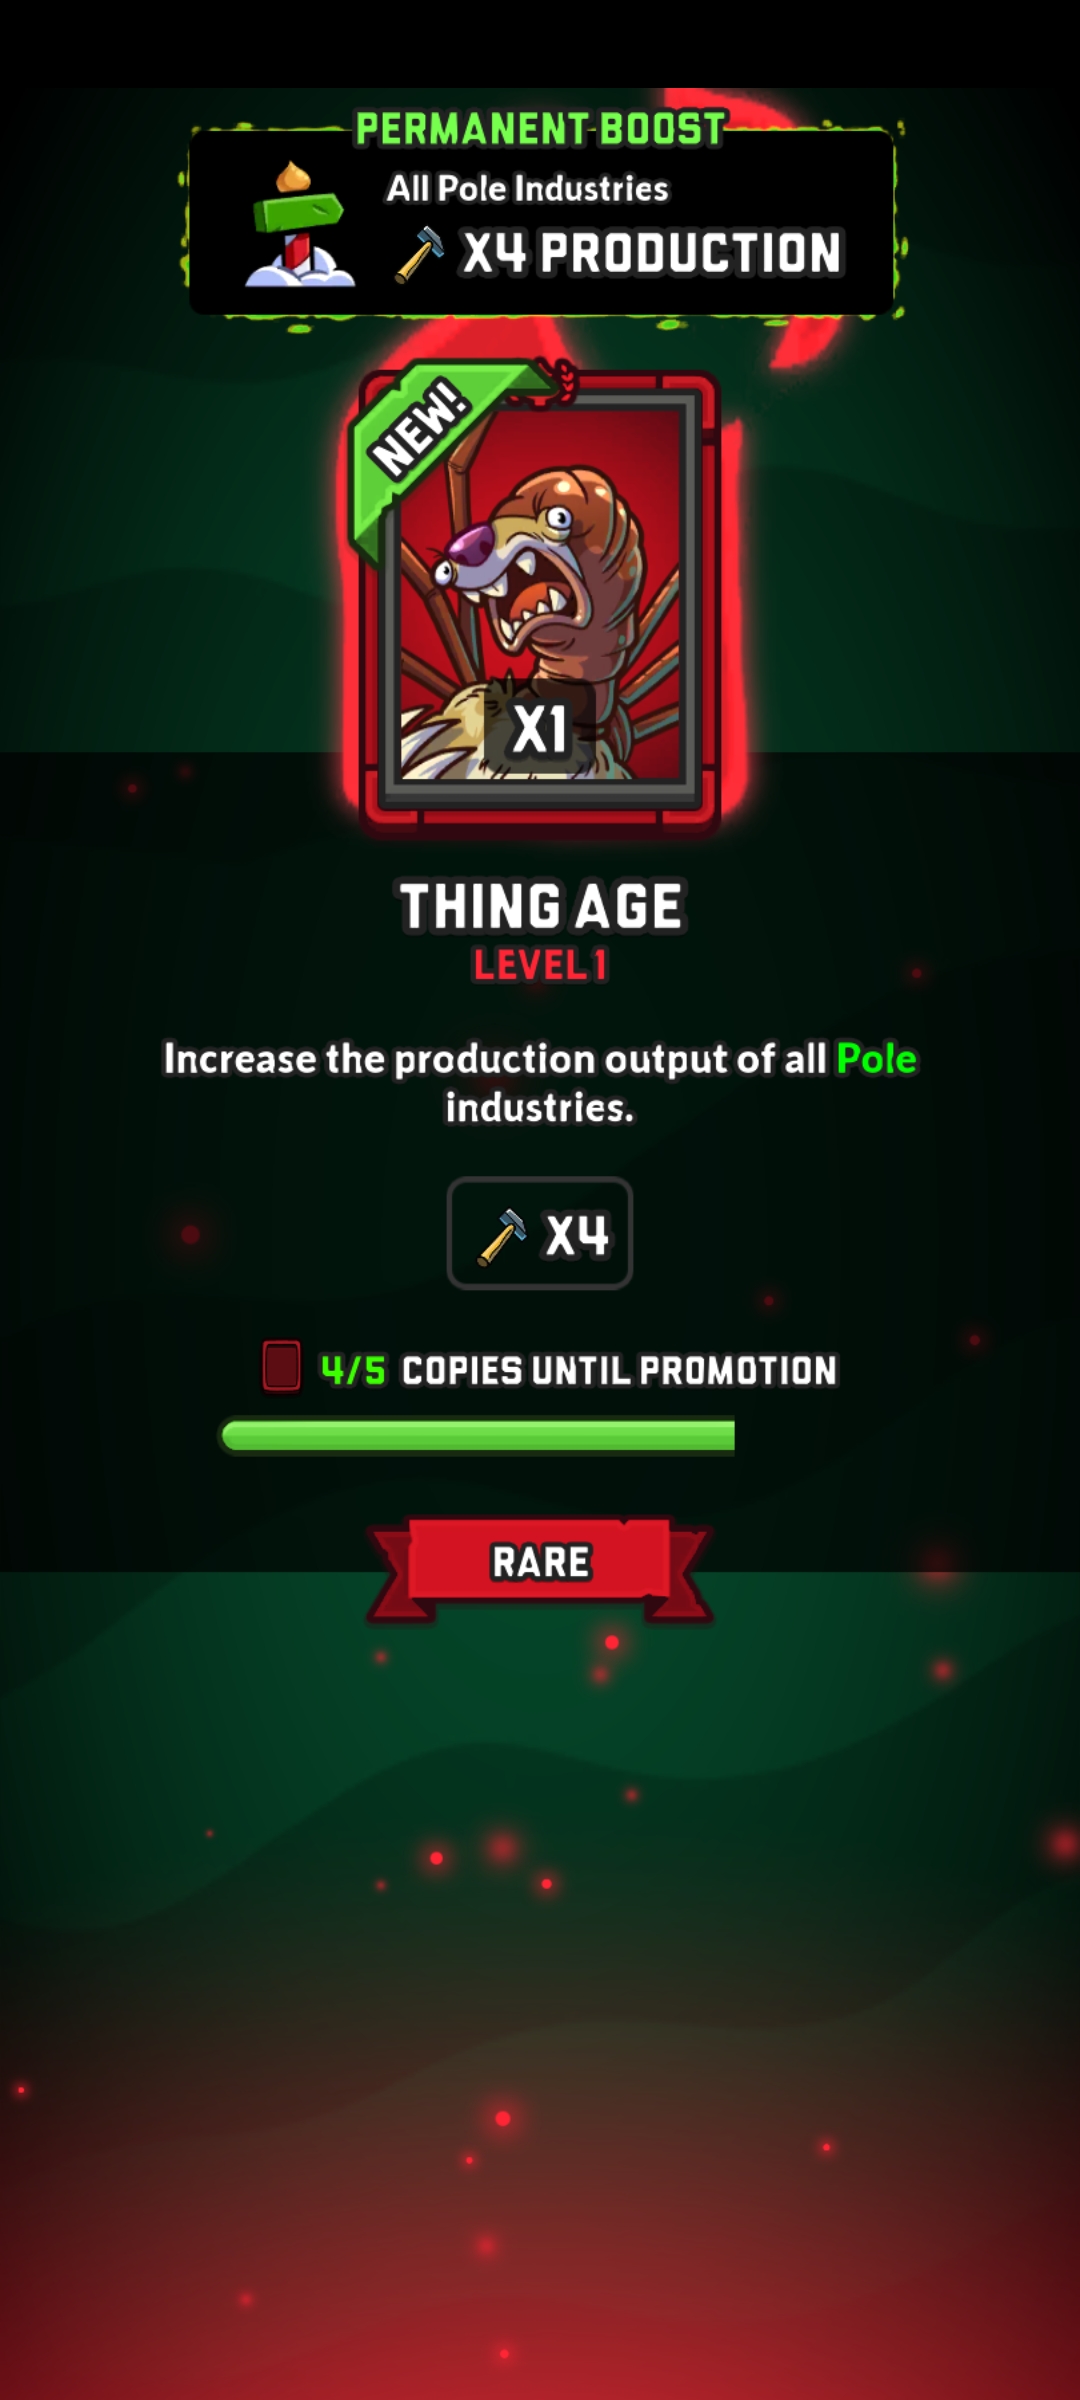 PERMANENT BOOST
All Pole Industries
X4 PRODUCTION
NEW!
X1
THING AGE
LEVEL 1
Increase the production output of all Pole
industries.
X4
4/5 COPIES UNTIL PROMOTION
RARE